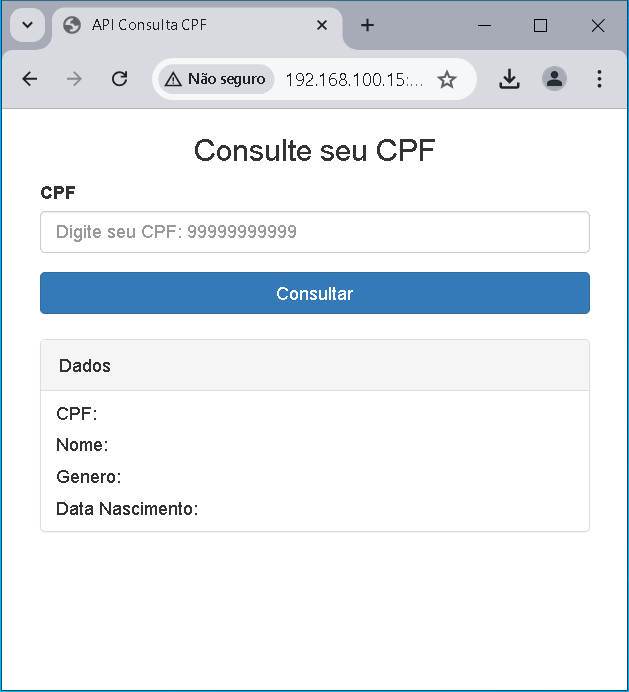 API Consulta CPF
Não seguro 192.168.100.15:...
Consulte seu CPF
CPF
Digite seu CPF: 99999999999
Consultar
Dados
CPF:
Nome:
Genero:
Data Nascimento: